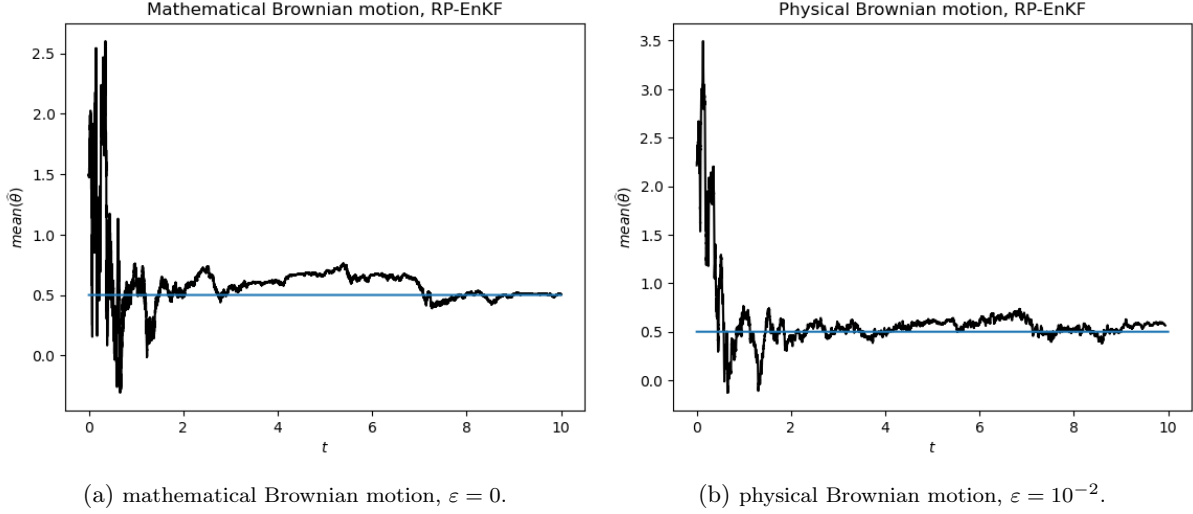 Mathematical Brownian motion, RP-EnKF
2.5
2.0
1.5
1.0
0.5
0.0
mean(θ̂)
0 2 4 6 8 10
t
(a) mathematical Brownian motion, ε = 0.
Physical Brownian motion, RP-EnKF
3.5
3.0
2.5
2.0
1.5
1.0
0.5
0.0
mean(θ̂)
0 2 4 6 8 10
t
(b) physical Brownian motion, ε = 10⁻².